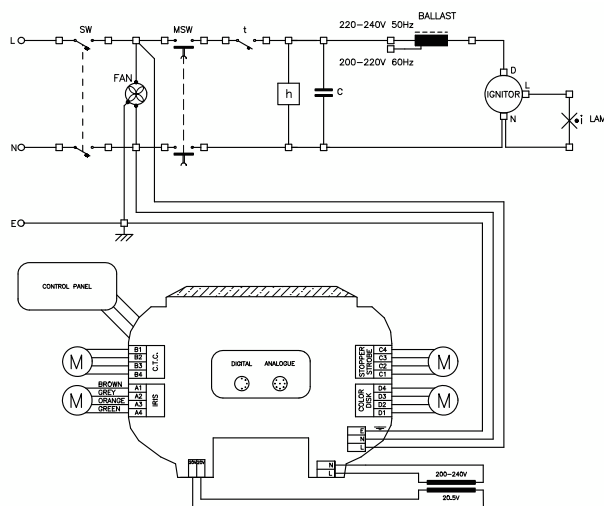 BALLAST
220-240V 50Hz
200-220V 60Hz
SW
MSW
t
L
FAN
h
C
D
IGNITOR
L
N
i LAM
N
E
CONTROL PANEL
DIGITAL ANALOGUE
M
B1
B2
B3
B4
C.T.C.
M
BROWN
GREY
ORANGE
GREEN
A1
A2
A3
A4
IRIS
STOPPER
STROBE
C4
C3
C2
C1
M
COLOR
DISK
D4
D3
D2
D1
M
E
N
L
N
L
200-240V
20.5V